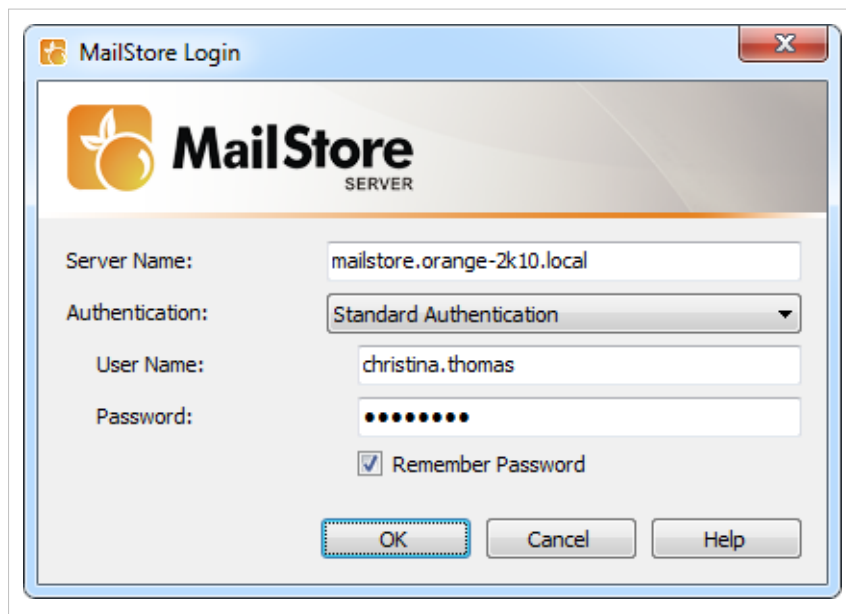 MailStore Login
MailStore
SERVER
Server Name: mailstore.orange-2k10.local
Authentication: Standard Authentication
User Name: christina.thomas
Password: ••••••••
Remember Password
OK Cancel Help